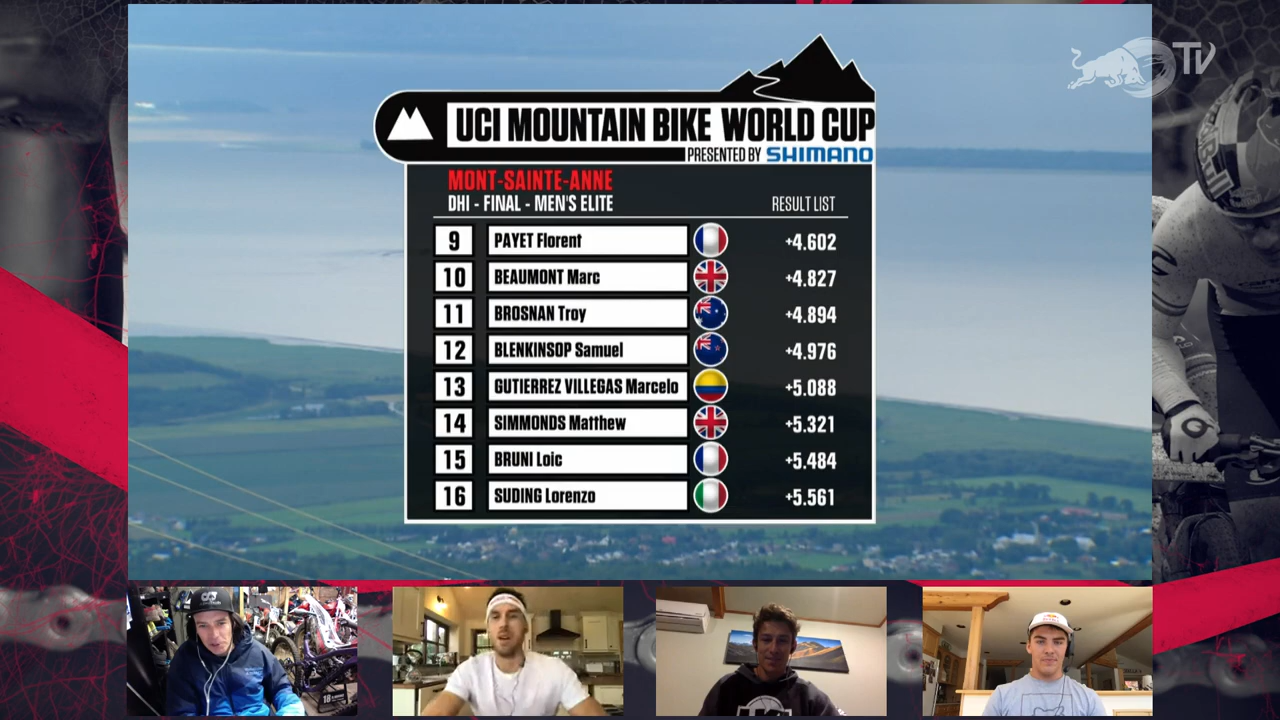 TV
UCI MOUNTAIN BIKE WORLD CUP
PRESENTED BY SHIMANO
MONT-SAINTE-ANNE
DHI - FINAL - MEN'S ELITE RESULT LIST
9 PAYET Florent +4.602
10 BEAUMONT Marc +4.827
11 BROSNAN Troy +4.894
12 BLENKINSOP Samuel +4.976
13 GUTIERREZ VILLEGAS Marcelo +5.088
14 SIMMONDS Matthew +5.321
15 BRUNI Loic +5.484
16 SUDING Lorenzo +5.561